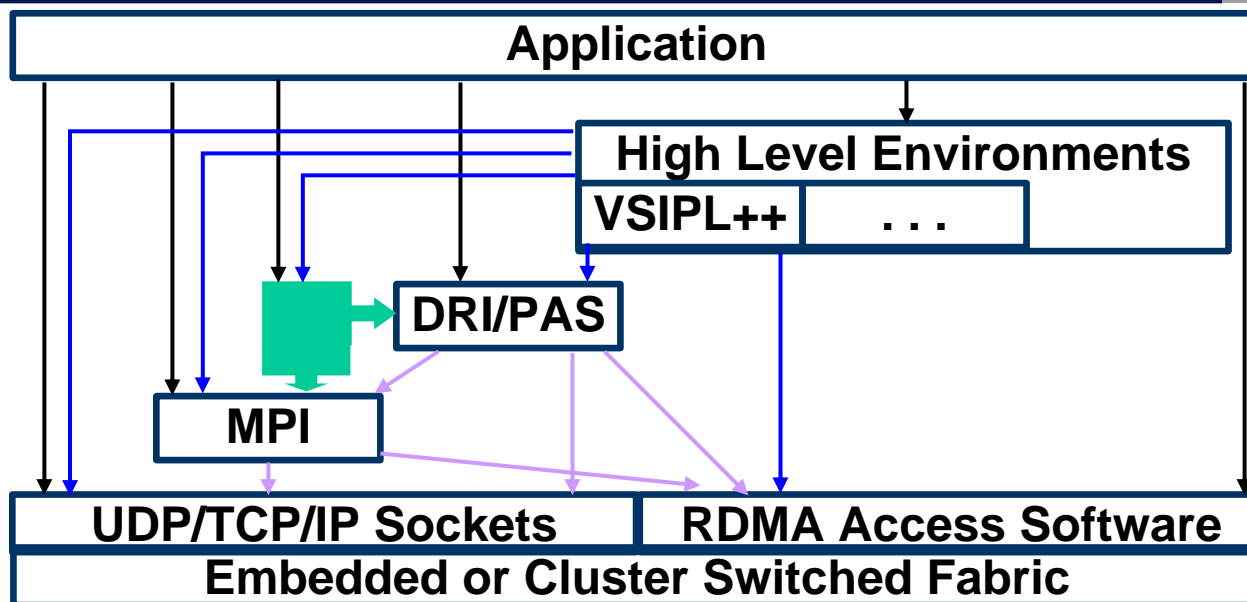 Application
High Level Environments
VSIPL++
. . .
DRI/PAS
MPI
UDP/TCP/IP Sockets
RDMA Access Software
Embedded or Cluster Switched Fabric